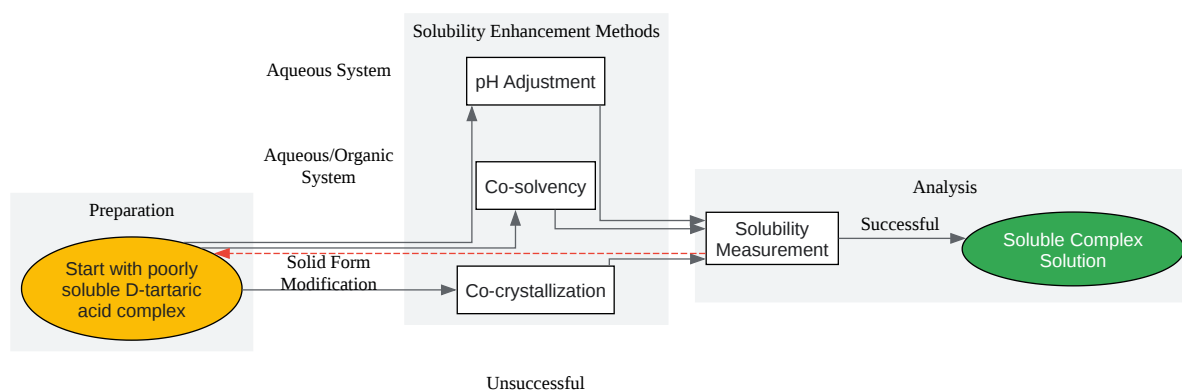 Solubility Enhancement Methods
Aqueous System
pH Adjustment
Aqueous/Organic
System
Co-solvency
Preparation
Analysis
Start with poorly
soluble D-tartaric
acid complex
Solid Form
Modification
Co-crystallization
Solubility
Measurement
Successful
Soluble Complex
Solution
Unsuccessful